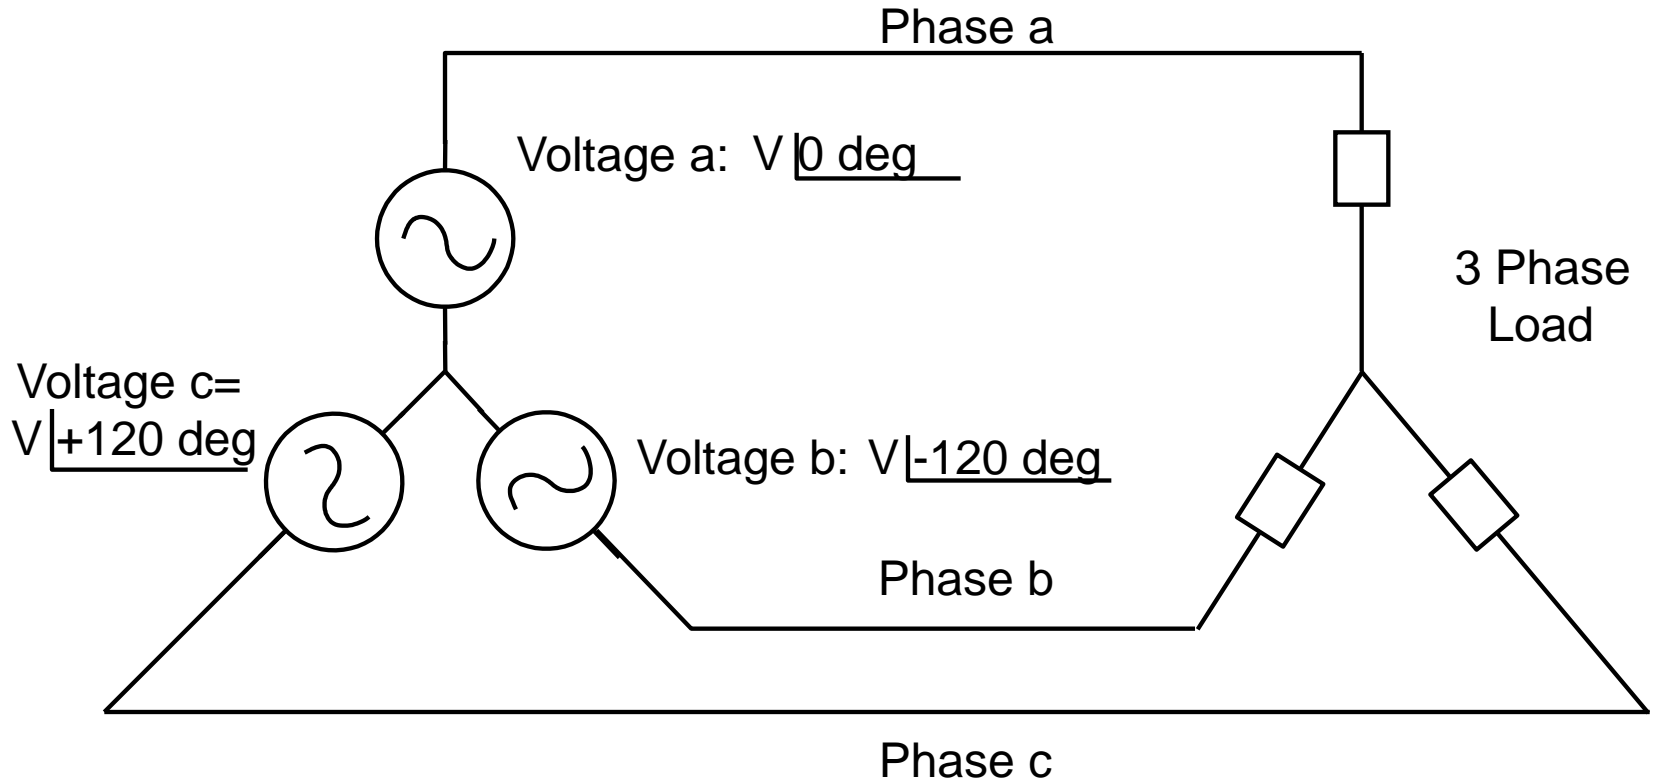 Phase a
Voltage a: V 0 deg
3 Phase
Load
Voltage c=
V +120 deg
Voltage b: V -120 deg
Phase b
Phase c